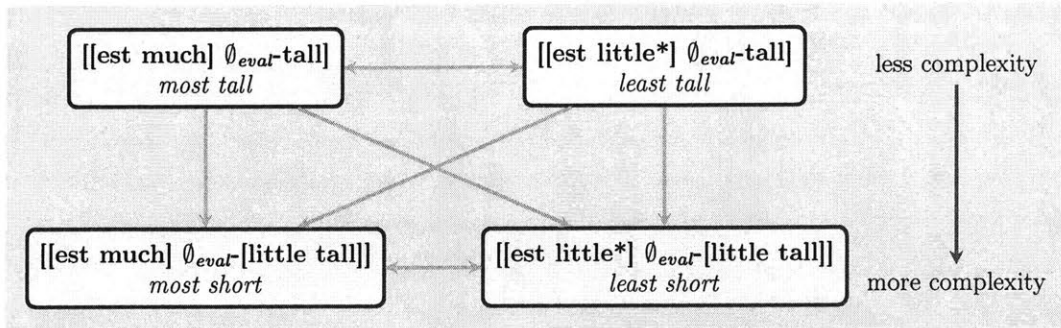 [[est much] ∅eval-tall]
most tall
[[est little*] ∅eval-tall]
least tall
less complexity
[[est much] ∅eval-[little tall]]
most short
[[est little*] ∅eval-[little tall]]
least short
more complexity